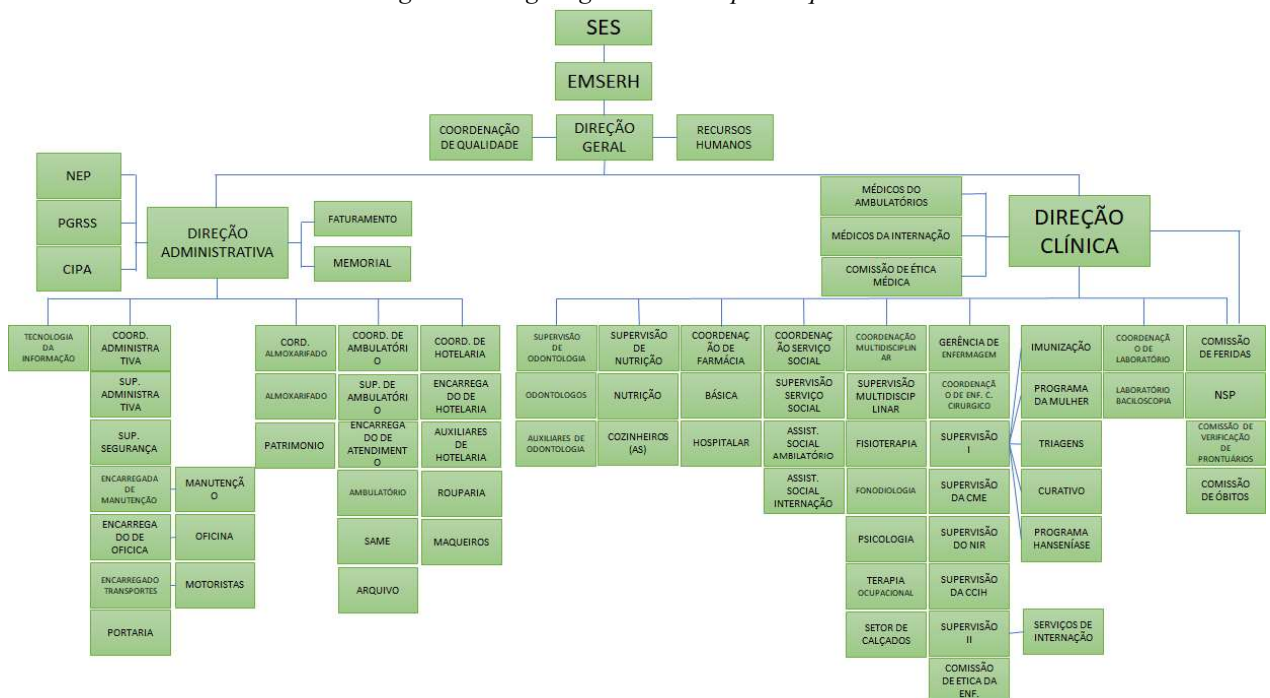 SES
EMSERH
COORDENAÇÃO
DE QUALIDADE
DIREÇÃO
GERAL
RECURSOS
HUMANOS
NEP
PGRSS
CIPA
DIREÇÃO
ADMINISTRATIVA
FATURAMENTO
MEMORIAL
MÉDICOS DO
AMBULATÓRIOS
MÉDICOS DA INTERNAÇÃO
COMISSÃO DE ÉTICA
MÉDICA
DIREÇÃO
CLÍNICA
TECNOLOGIA
DA
INFORMAÇÃO
COORD.
ADMINISTRA
TIVA
SUP.
ADMINISTRA
TIVA
SUP.
SEGURANÇA
ENCARREGADA
DE
MANUTENÇÃO
MANUTENÇÃ
O
ENCARREGA
DO DE
OFICICA
OFICINA
ENCARREGADO
TRANSPORTES
MOTORISTAS
PORTARIA
CORD.
ALMOXARIFADO
ALMOXARIFADO
PATRIMONIO
COORD. DE
AMBULATÓRI
O
SUP. DE
AMBULATÓRI
O
ENCARREGA
DO DE
ATENDIMENT
O
AMBULATÓRIO
SAME
ARQUIVO
COORD. DE
HOTELARIA
ENCARREGA
DO DE
HOTELARIA
AUXILIARES
DE
HOTELARIA
ROUPARIA
MAQUEIROS
SUPERVISÃO
DE
ODONTOLOGIA
ODONTOLOGOS
AUXILIARES DE
ODONTOLOGIA
SUPERVISÃO
DE
NUTRIÇÃO
NUTRIÇÃO
COZINHEIROS
(AS)
COORDENAÇ
ÃO DE
FARMÁCIA
BÁSICA
HOSPITALAR
COORDENAÇ
ÃO SERVIÇO
SOCIAL
SUPERVISÃO
SERVIÇO
SOCIAL
ASSIST.
SOCIAL
AMBILATÓRIO
ASSIST.
SOCIAL
INTERNAÇÃO
COORDENAÇÃO
MULTIDISCIPLIN
AR
SUPERVISÃO
MULTIDISCIP
LINAR
FISIOTERAPIA
FONODIOLOGIA
PSICOLOGIA
TERAPIA
OCUPACIONAL
SETOR DE
CALÇADOS
GERÊNCIA DE
ENFERMAGEM
COORDENAÇÃ
O DE ENF. C.
CIRURGICO
SUPERVISÃO
I
SUPERVISÃO
DA CME
SUPERVISÃO
DO NIR
SUPERVISÃO
DA CCIH
SUPERVISÃO
II
COMISSÃO
DE ETICA DA
ENF.
IMUNIZAÇÃO
PROGRAMA
DA MULHER
TRIAGENS
CURATIVO
PROGRAMA
HANSENÍASE
SERVIÇOS DE
INTERNAÇÃO
COORDENAÇÃ
O DE
LABORATÓRIO
LABORATÓRIO
BACILOSCOPIA
COMISSÃO
DE FERIDAS
NSP
COMISSÃO DE
VERIFICAÇÃO
DE
PRONTUÁRIOS
COMISSÃO
DE ÓBITOS